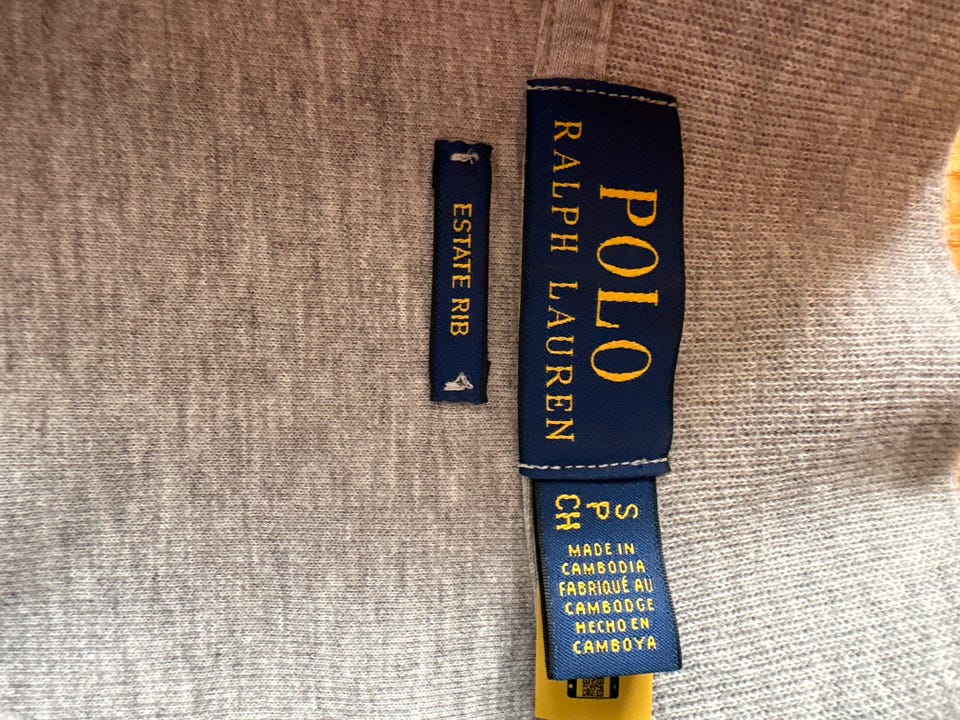 POLO
RALPH LAUREN
ESTATE RIB
S
P
CH
MADE IN
CAMBODIA
FABRIQUÉ AU
CAMBODGE
HECHO EN
CAMBOYA